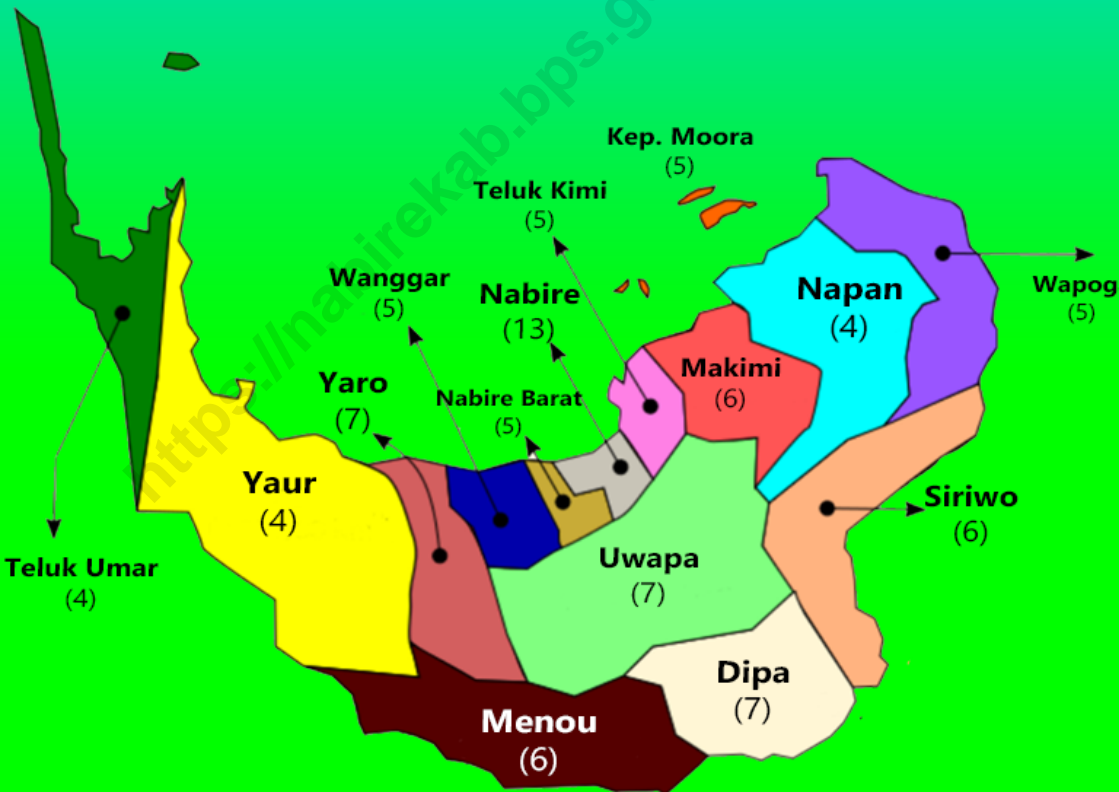 https://nabirekab.bps.g
Kep. Moora
(5)
Teluk Kimi
(5)
Wanggar
(5)
Nabire
(13)
Napan
(4)
Wapog
(5)
Yaro
(7)
Nabire Barat
(5)
Makimi
(6)
Yaur
(4)
Siriwo
(6)
Teluk Umar
(4)
Uwapa
(7)
Dipa
(7)
Menou
(6)